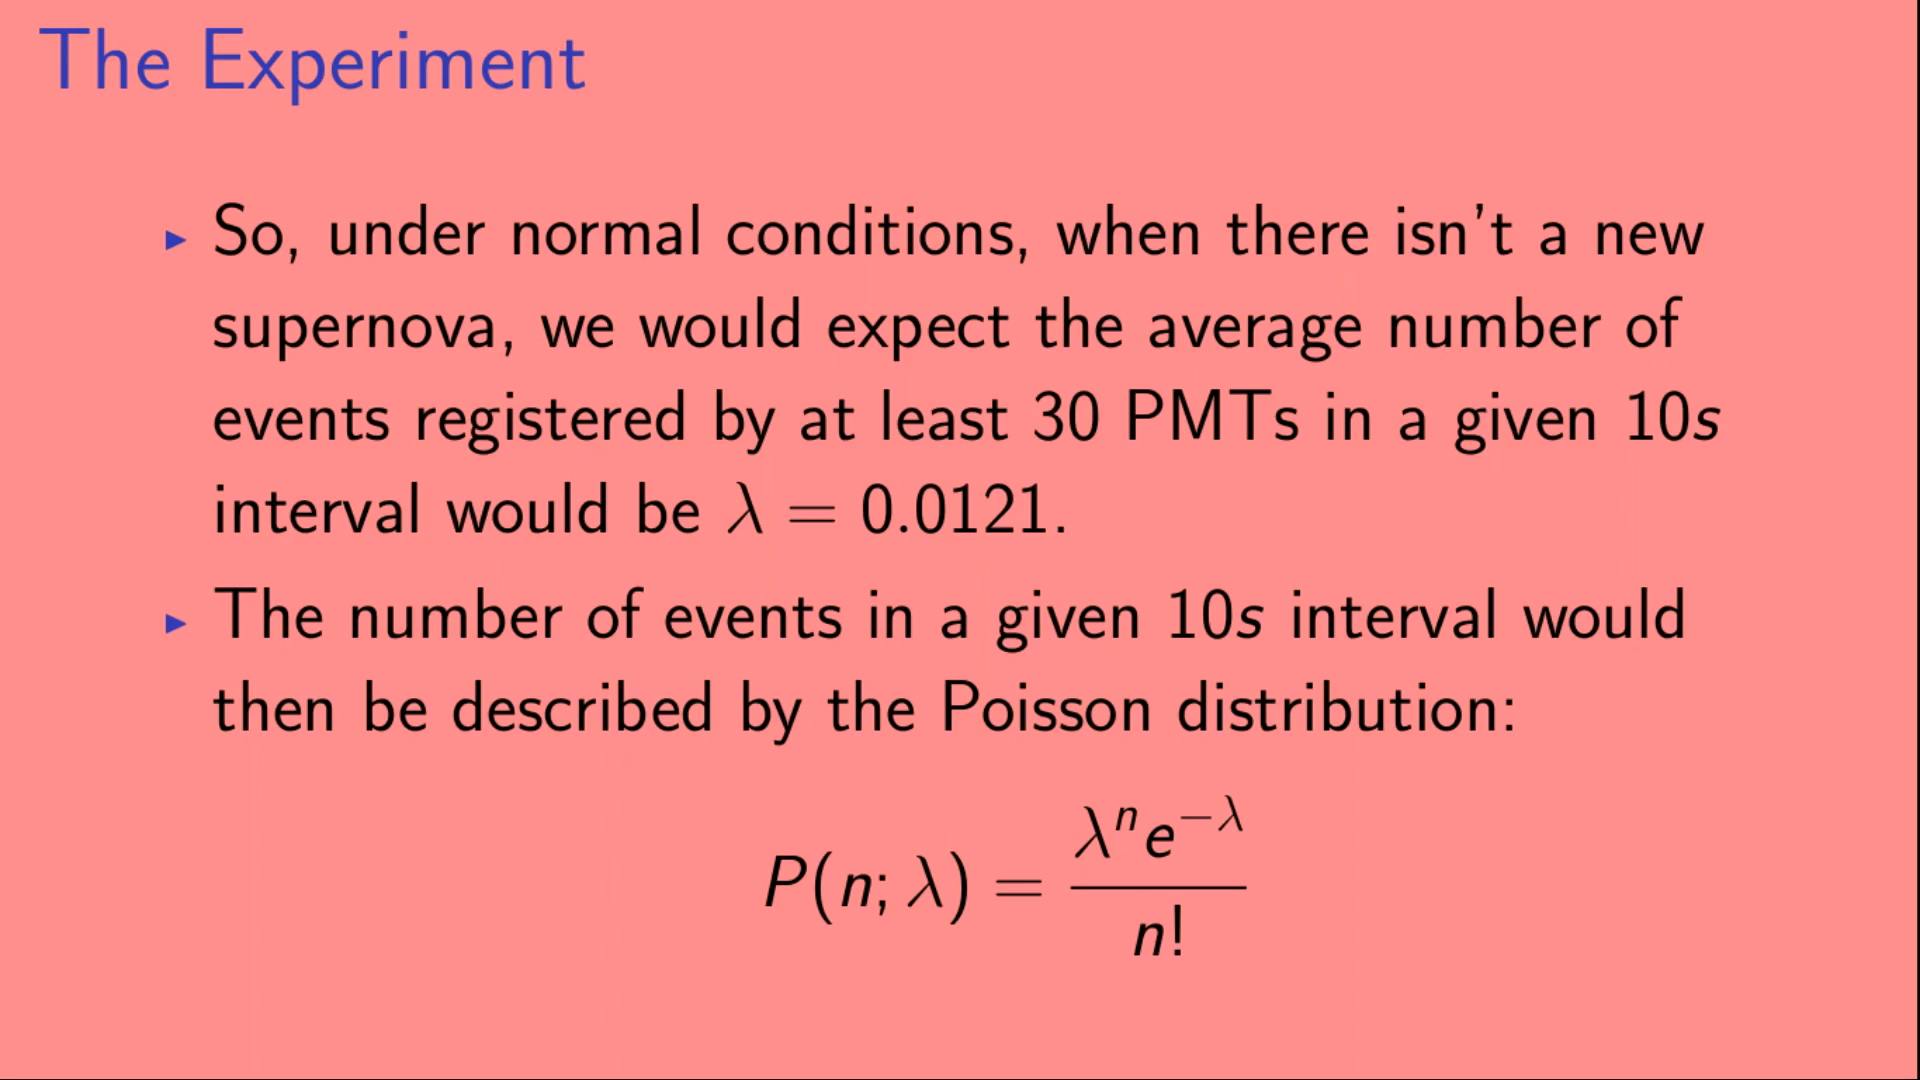 The Experiment
▶ So, under normal conditions, when there isn't a new
supernova, we would expect the average number of
events registered by at least 30 PMTs in a given 10s
interval would be λ = 0.0121.
▶ The number of events in a given 10s interval would
then be described by the Poisson distribution:
P(n; λ) = λⁿe^{−λ} / n!